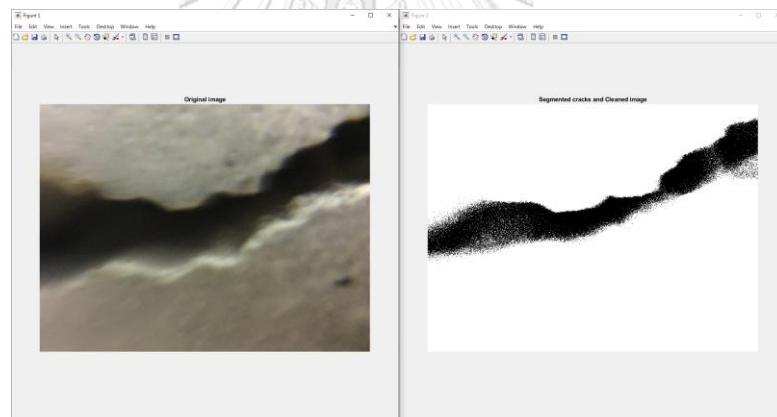 Figure 1
File Edit View Insert Tools Desktop Window Help
Original image
Figure 2
File Edit View Insert Tools Desktop Window Help
Segmented cracks and Cleaned image